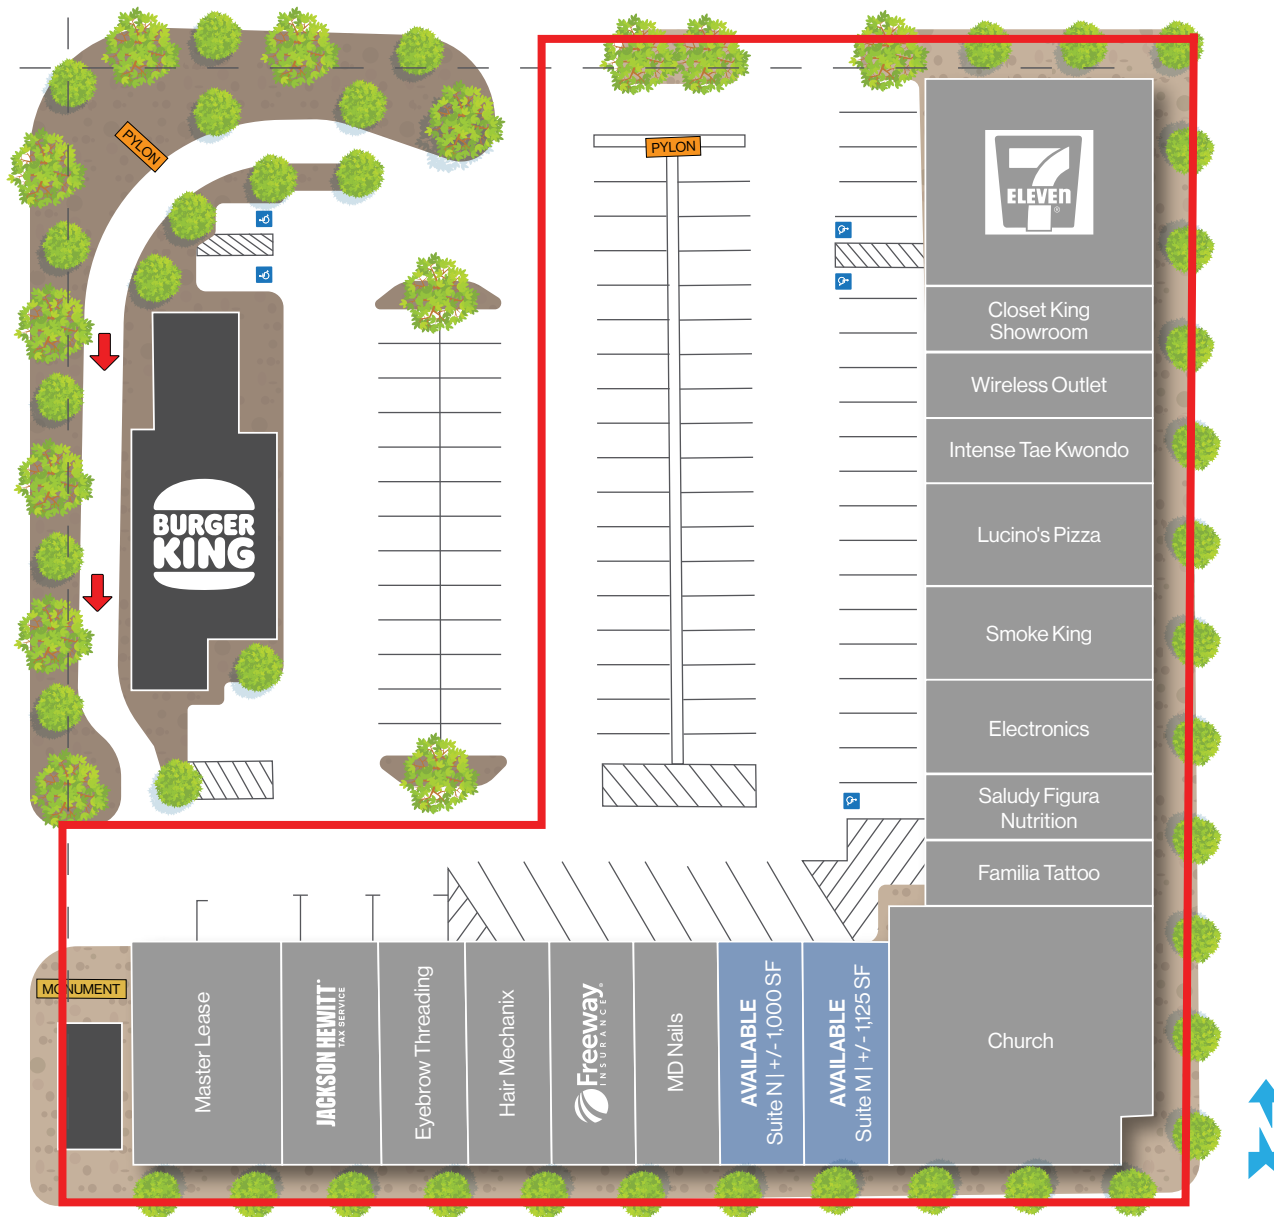 PYLON
PYLON
7
ELEVEn
®
Closet King
Showroom
Wireless Outlet
Intense Tae Kwondo
BURGER
KING
Lucino's Pizza
Smoke King
Electronics
Saludy Figura
Nutrition
Familia Tattoo
MONUMENT
Master Lease
JACKSON HEWITT®
TAX SERVICE
Eyebrow Threading
Hair Mechanix
Freeway®
INSURANCE
MD Nails
AVAILABLE
Suite N | +/- 1,000 SF
AVAILABLE
Suite M | +/- 1,125 SF
Church